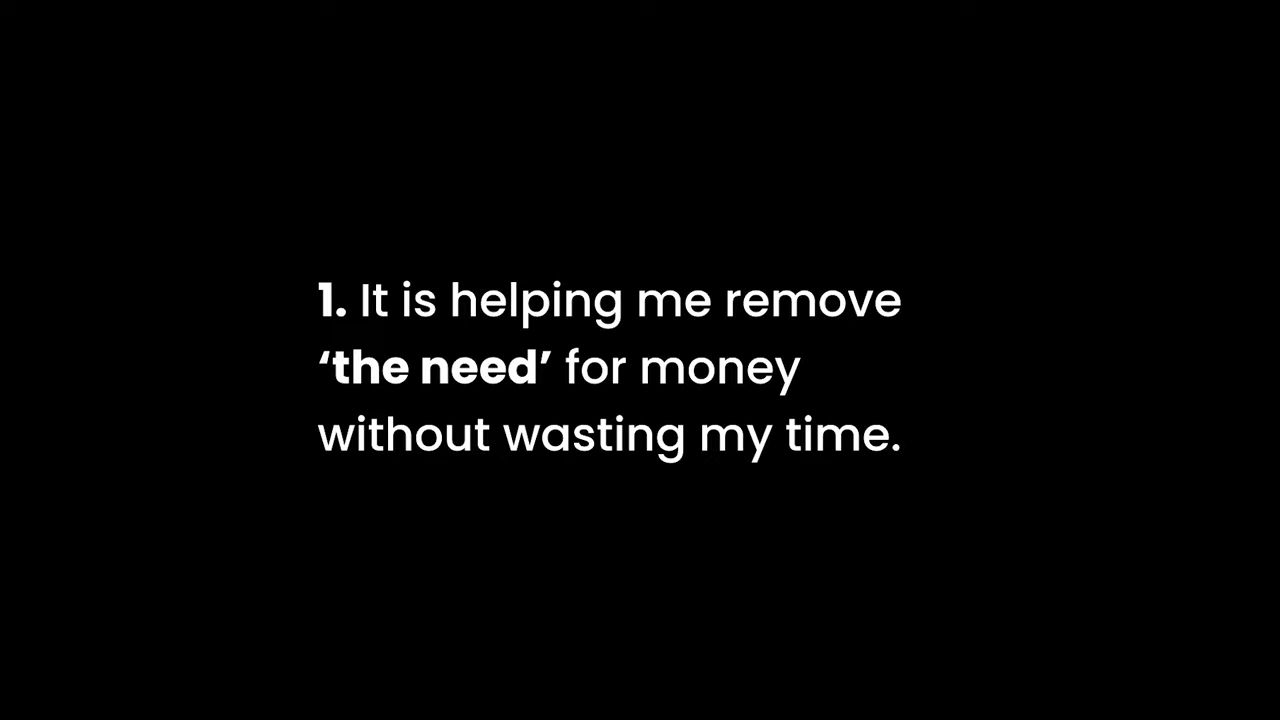 1. It is helping me remove
‘the need’ for money
without wasting my time.